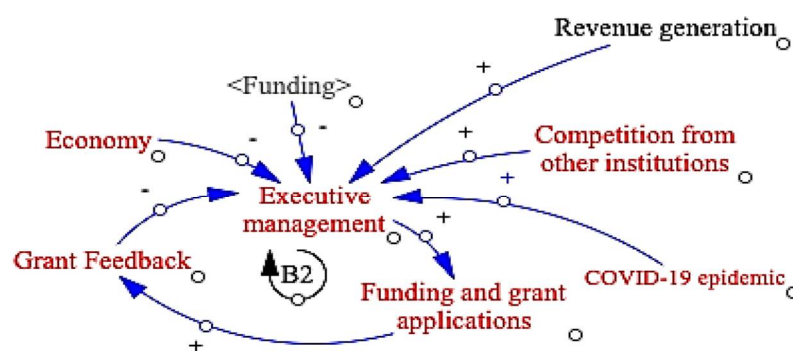 Revenue generation
+
<Funding>
-
+
Competition from
other institutions
Economy
-
+
-
Executive
management
+
Grant Feedback
B2
Funding and grant
applications
COVID-19 epidemic
+